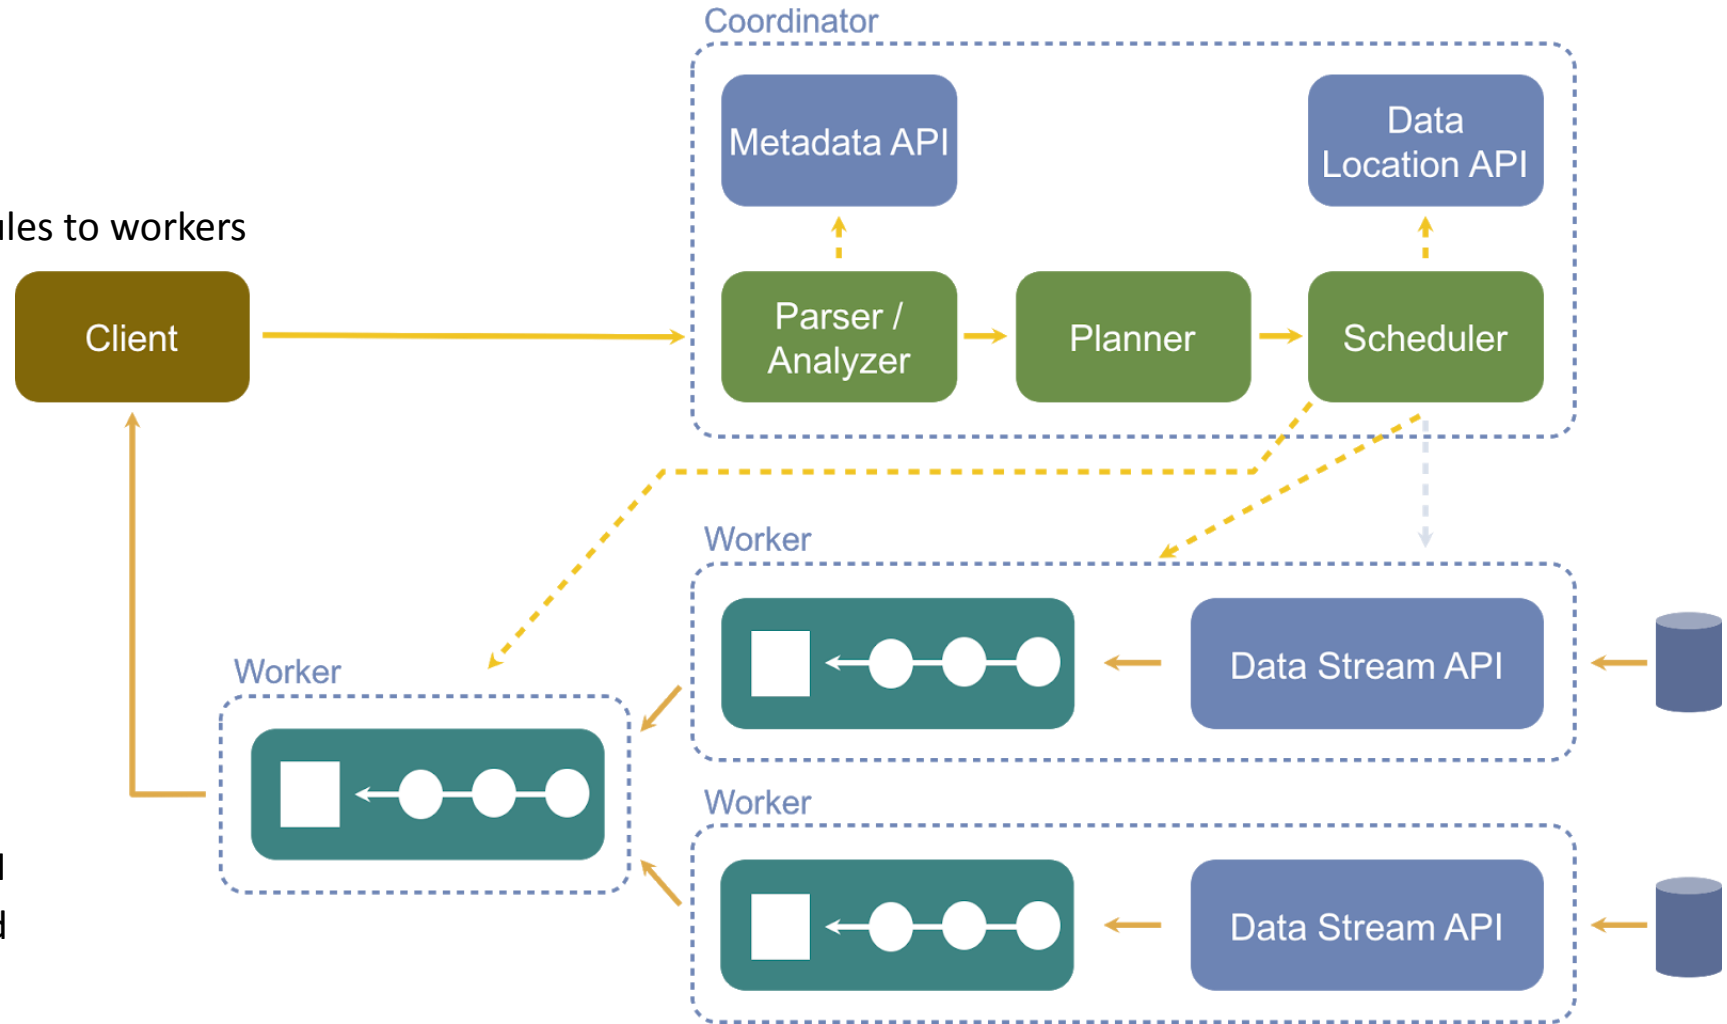 Coordinator
Metadata API
Data
Location API
to workers
Client
Parser /
Analyzer
Planner
Scheduler
Worker
Data Stream API
Worker
Worker
Data Stream API